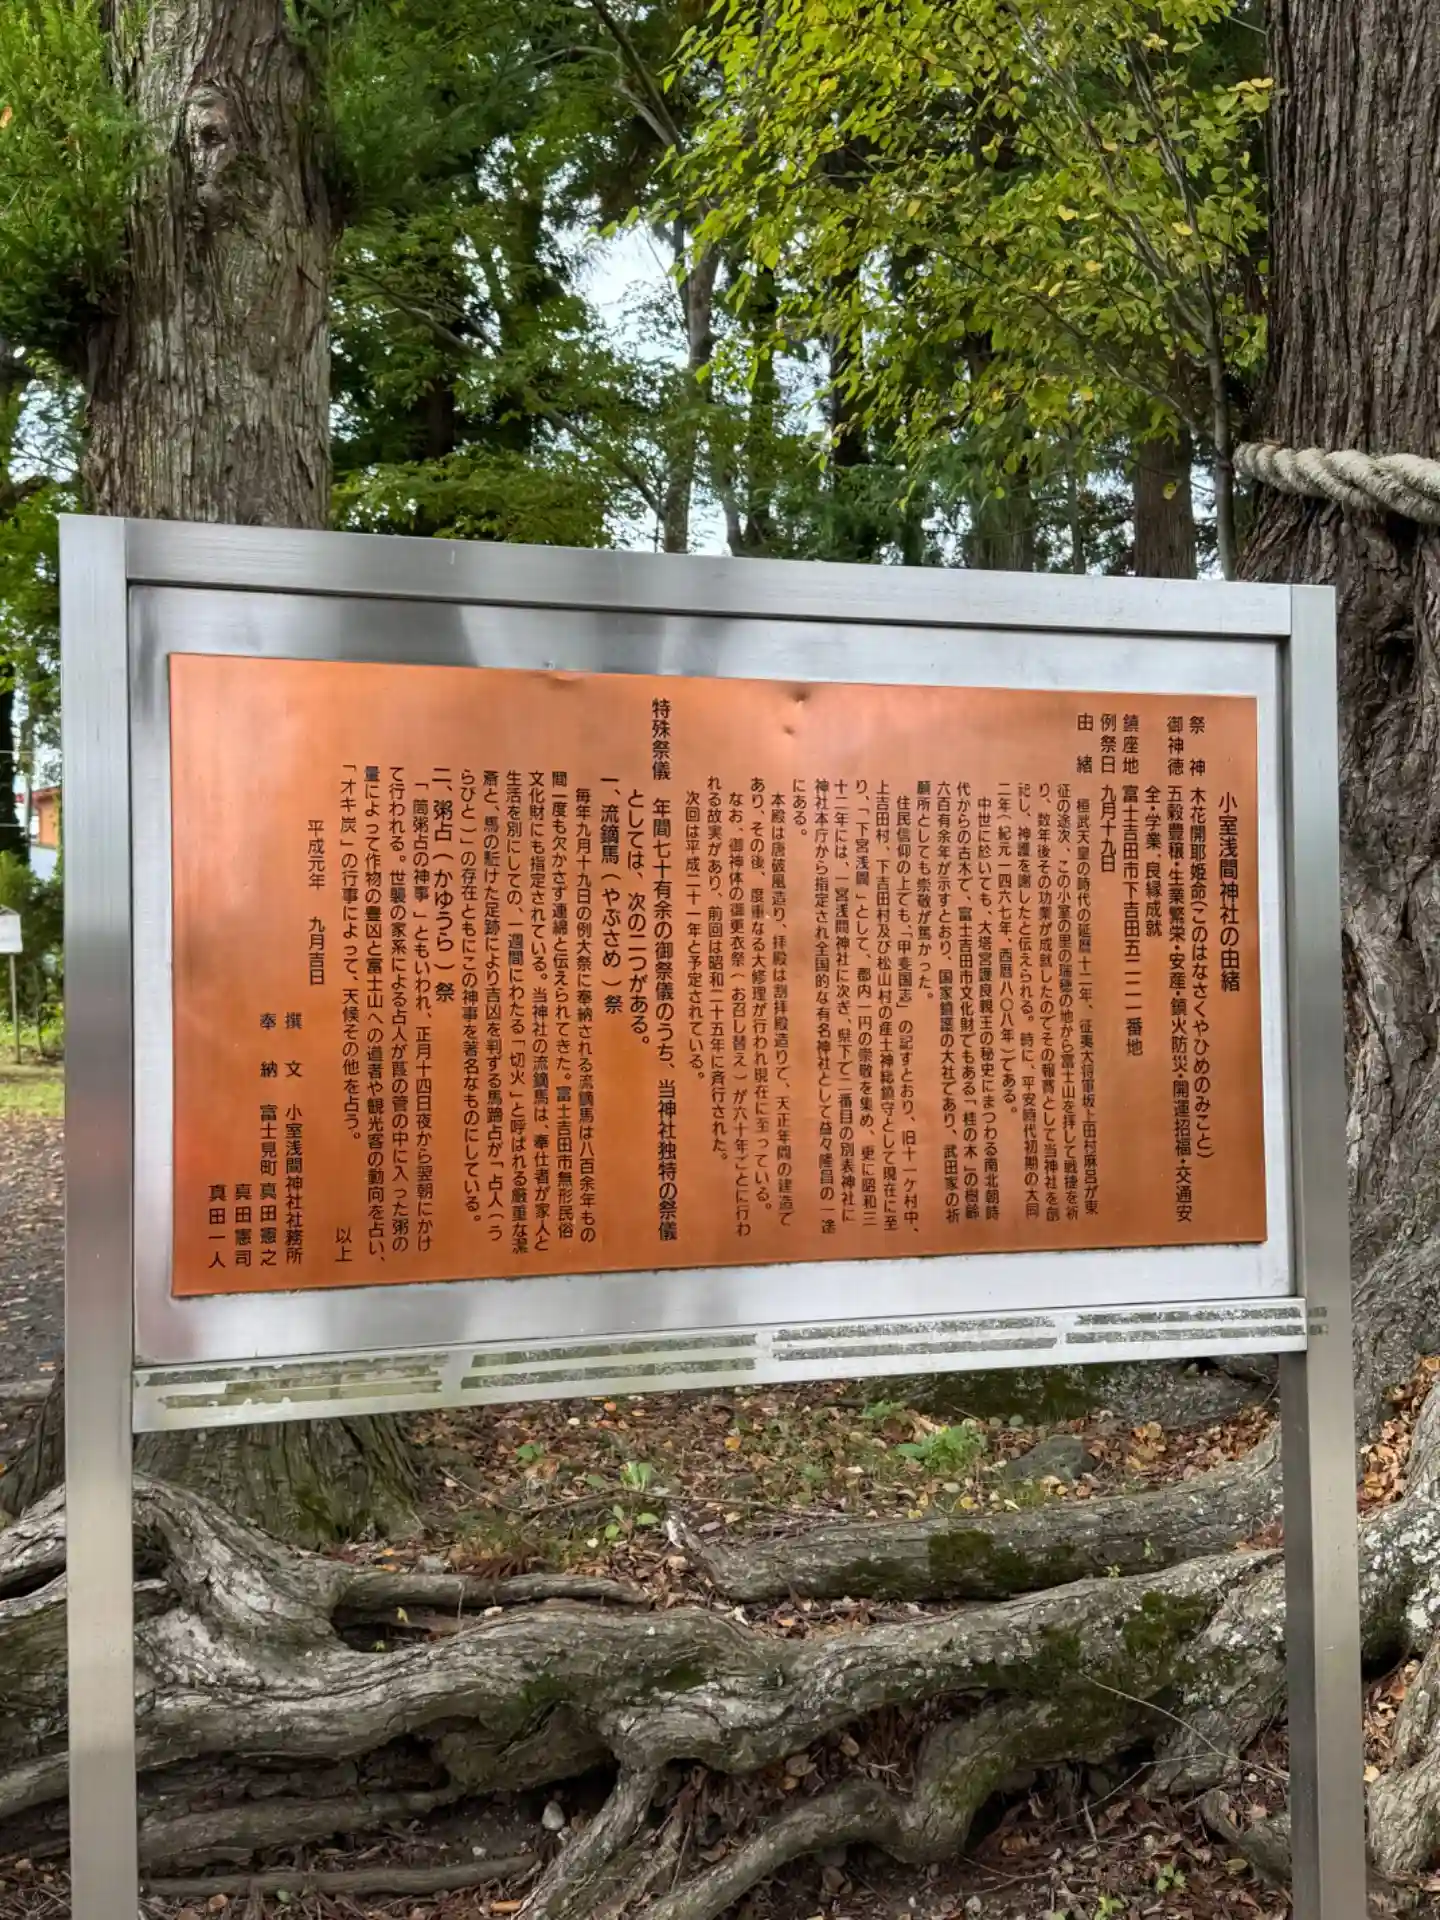 小室浅間神社の由緒
祭神 木花開耶姫命(このはなさくやひめのみこと)
御神徳 五穀豊穣・生業繁栄・安産・鎮火防災・開運招福・交通安
全・学業・良縁成就
鎮座地 富士吉田市下吉田五二二一番地
例祭日 九月十九日
由緒
桓武天皇の時代の延暦十二年、征夷大将軍坂上田村麻呂が東
征の途次、この小室の里の瑞穂の地から富士山を拝して戦捷を祈
り、数年後その功業が成就したのでその報賽として当神社を創
祀し、神護を謝したと伝えられる。時に、平安時代初期の大同
二年(紀元一四六七年、西暦八〇八年)である。
中世に於いても、大塔宮護良親王の秘史にまつわる南北朝時
代からの古木で、富士吉田市文化財でもある「桂の木」の樹齢
六百有余年が示すとおり、国家鎮護の大社であり、武田家の祈
願所としても崇敬が篤かった。
住民信仰の上でも、「甲斐国志」の記すとおり、旧十一ケ村中、
上吉田村、下吉田村及び松山村の産土神総鎮守として現在に至
り、「下宮浅間」として、郡内一円の崇敬を集め、更に昭和三
十二年には、一宮浅間神社に次ぎ、県下で二番目の別表神社に
神社本庁から指定され全国的な有名神社として益々隆昌の一途
にある。
本殿は唐破風造り、拝殿は割拝殿造りで、天正年間の建造で
あり、その後、度重なる大修理が行われ現在に至っている。
なお、御神体の御更衣祭(お召し替え)が六十年ごとに行わ
れる故実があり、前回は昭和二十五年に斉行された。
次回は平成二十一年と予定されている。
特殊祭儀 年間七十有余の御祭儀のうち、当神社独特の祭儀
としては、次の二つがある。
一、流鏑馬(やぶさめ)祭
毎年九月十九日の例大祭に奉納される流鏑馬は八百余年もの
間一度も欠かさず連綿と伝えられてきた。富士吉田市無形民俗
文化財にも指定されている。当神社の流鏑馬は、奉仕者が家人と
生活を別にしての、一週間にわたる「切火」と呼ばれる厳重な潔
斎と、馬の駈けた足跡により吉凶を判する馬蹄占が「占人(う
らびと)」の存在ともにこの神事を著名なものにしている。
二、粥占(かゆうら)祭
「筒粥占の神事」ともいわれ、正月十四日夜から翌朝にかけ
て行われる。世襲の家系による占人が葭の管の中に入った粥の
量によって作物の豊凶と富士山への道者や観光客の動向を占い、
「オキ炭」の行事によって、天候その他を占う。
以上
平成元年 九月吉日
撰文 小室浅間神社社務所
奉納 富士見町 真田憲之
真田憲司
真田一人